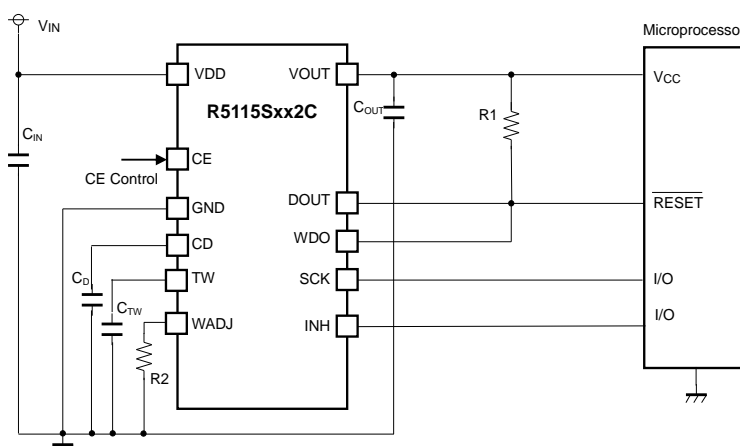 VIN
Microprocesso
VDD
VOUT
VCC
R5115Sxx2C
COUT
R1
CIN
CE
CE Control
GND
DOUT
RESET
CD
WDO
CD
TW
SCK
I/O
CTW
WADJ
INH
I/O
R2